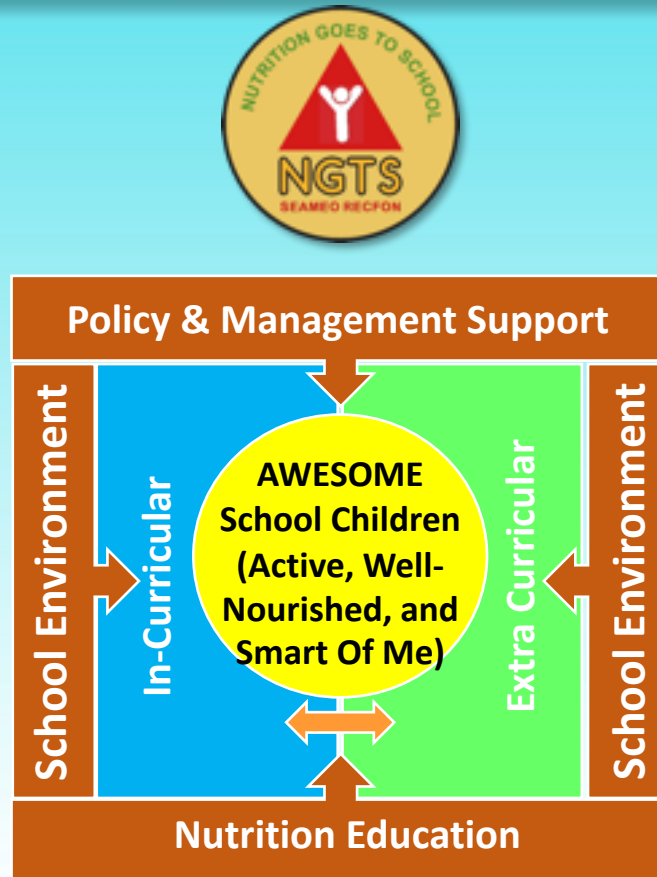 NUTRITION GOES TO SCHOOL
NGTS
SEAMEO RECFON
Policy & Management Support
School Environment
In-Curricular
AWESOME
School Children
(Active, Well-
Nourished, and
Smart Of Me)
Extra Curricular
School Environment
Nutrition Education